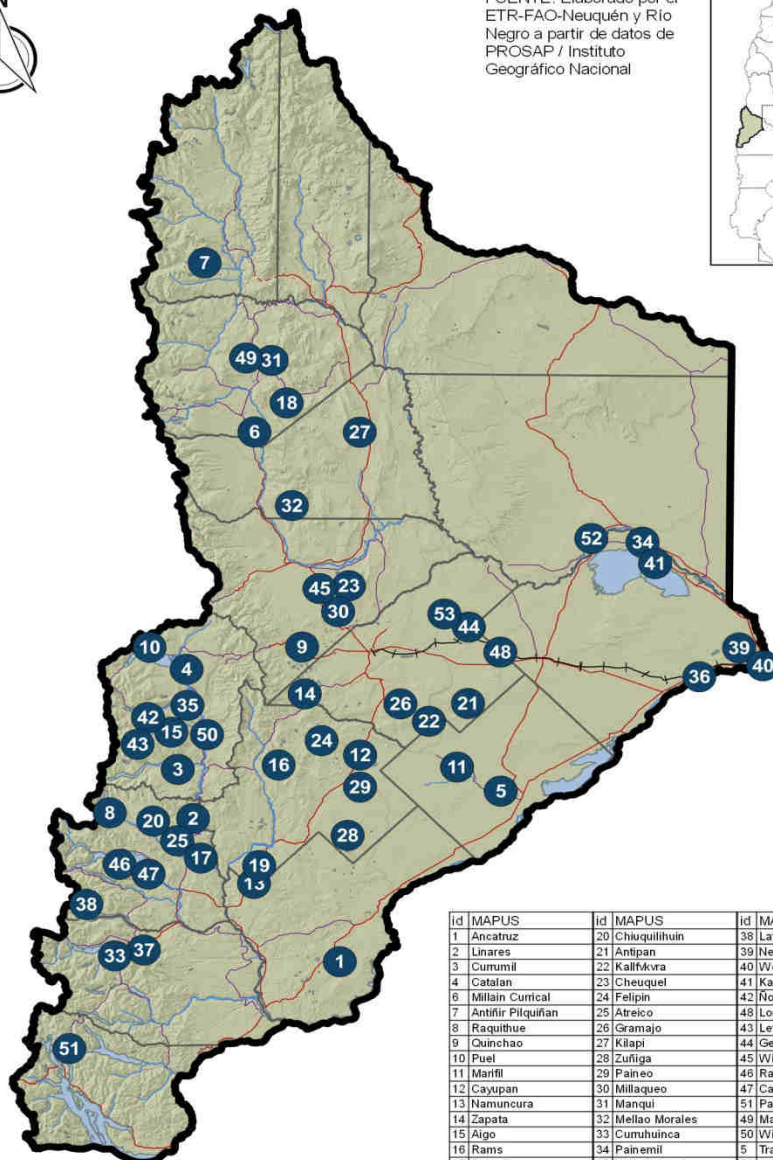 FUENTE: Elaborado por el
ETR-FAO-Neuquén y Río
Negro a partir de datos de
PROSAP / Instituto
Geográfico Nacional
7
49 31
18
6 27
32
52 34
41
45 23
30
53
44
10 9 48 39
4 36 40
14
35 26 21
42 22
15 50
43 24
12
16 11
3 29 5
8
20 2 28
25
17
46 19
47 13
38
37
33 1
51
id MAPUS id MAPUS id
1 Ancatruz 20 Chiuquilihuin 38
2 Linares 21 Antipan 39
3 Currumil 22 Kallfvkvra 40
4 Catalan 23 Cheuquel 41
6 Millain Currical 24 Felipin 42
7 Antiñir Pilquiñan 25 Atreico 48
8 Raquithue 26 Gramajo 43
9 Quinchao 27 Kilapi 44
10 Puel 28 Zuñiga 45
11 Marifil 29 Paineo 46
12 Cayupan 30 Millaqueo 47
13 Namuncura 31 Manqui 51
14 Zapata 32 Mellao Morales 49
15 Aigo 33 Curruhuinca 50
16 Rams 34 Painemil 5